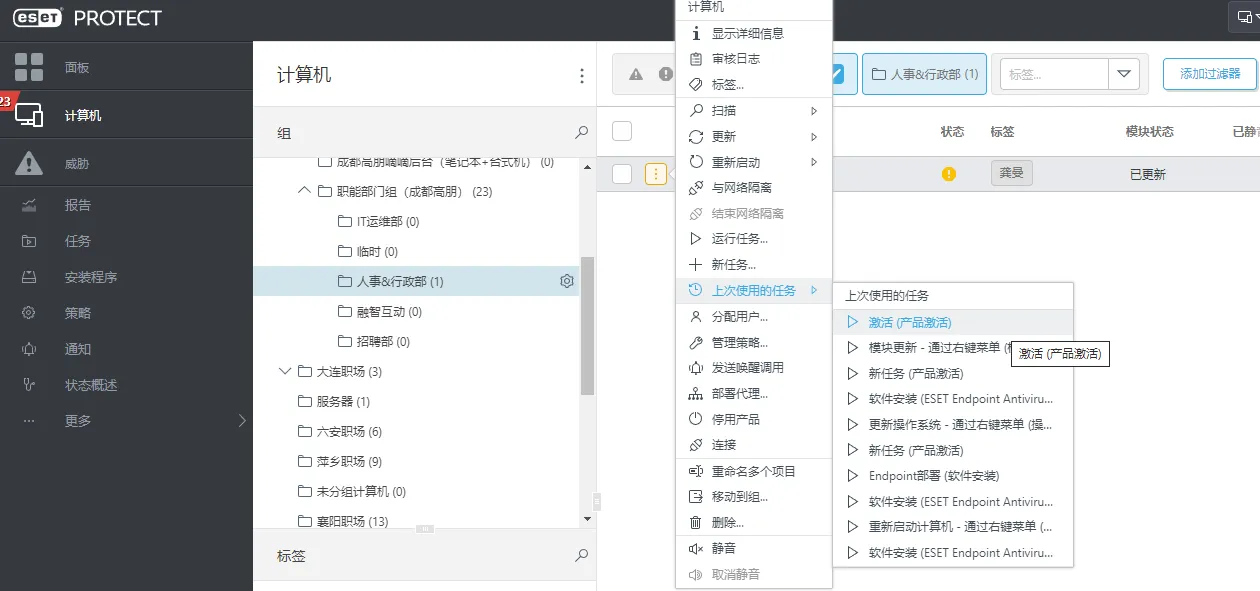 eset PROTECT
面板
23
计算机
威胁
报告
任务
安装程序
策略
通知
状态概述
更多
计算机
组
成都高朋嘀嘀后台（笔记本+台式机） (0)
职能部门组（成都高朋） (23)
IT运维部 (0)
临时 (0)
人事&行政部 (1)
融智互动 (0)
招聘部 (0)
大连职场 (3)
服务器 (1)
六安职场 (6)
萍乡职场 (9)
未分组计算机 (0)
襄阳职场 (13)
标签
计算机
显示详细信息
审核日志
标签...
扫描
更新
重新启动
与网络隔离
结束网络隔离
运行任务...
新任务...
上次使用的任务
分配用户...
管理策略...
发送唤醒调用
部署代理...
停用产品
连接
重命名多个项目
移动到组...
删除...
静音
取消静音
上次使用的任务
激活 (产品激活)
模块更新 - 通过右键菜单
激活 (产品激活)
新任务 (产品激活)
软件安装 (ESET Endpoint Antiviru...
更新操作系统 - 通过右键菜单 (操...
新任务 (产品激活)
Endpoint部署 (软件安装)
软件安装 (ESET Endpoint Antiviru...
重新启动计算机 - 通过右键菜单 (...
软件安装 (ESET Endpoint Antiviru...
人事&行政部 (1)
标签...
添加过滤器
状态
标签
模块状态
已静
龚受
已更新